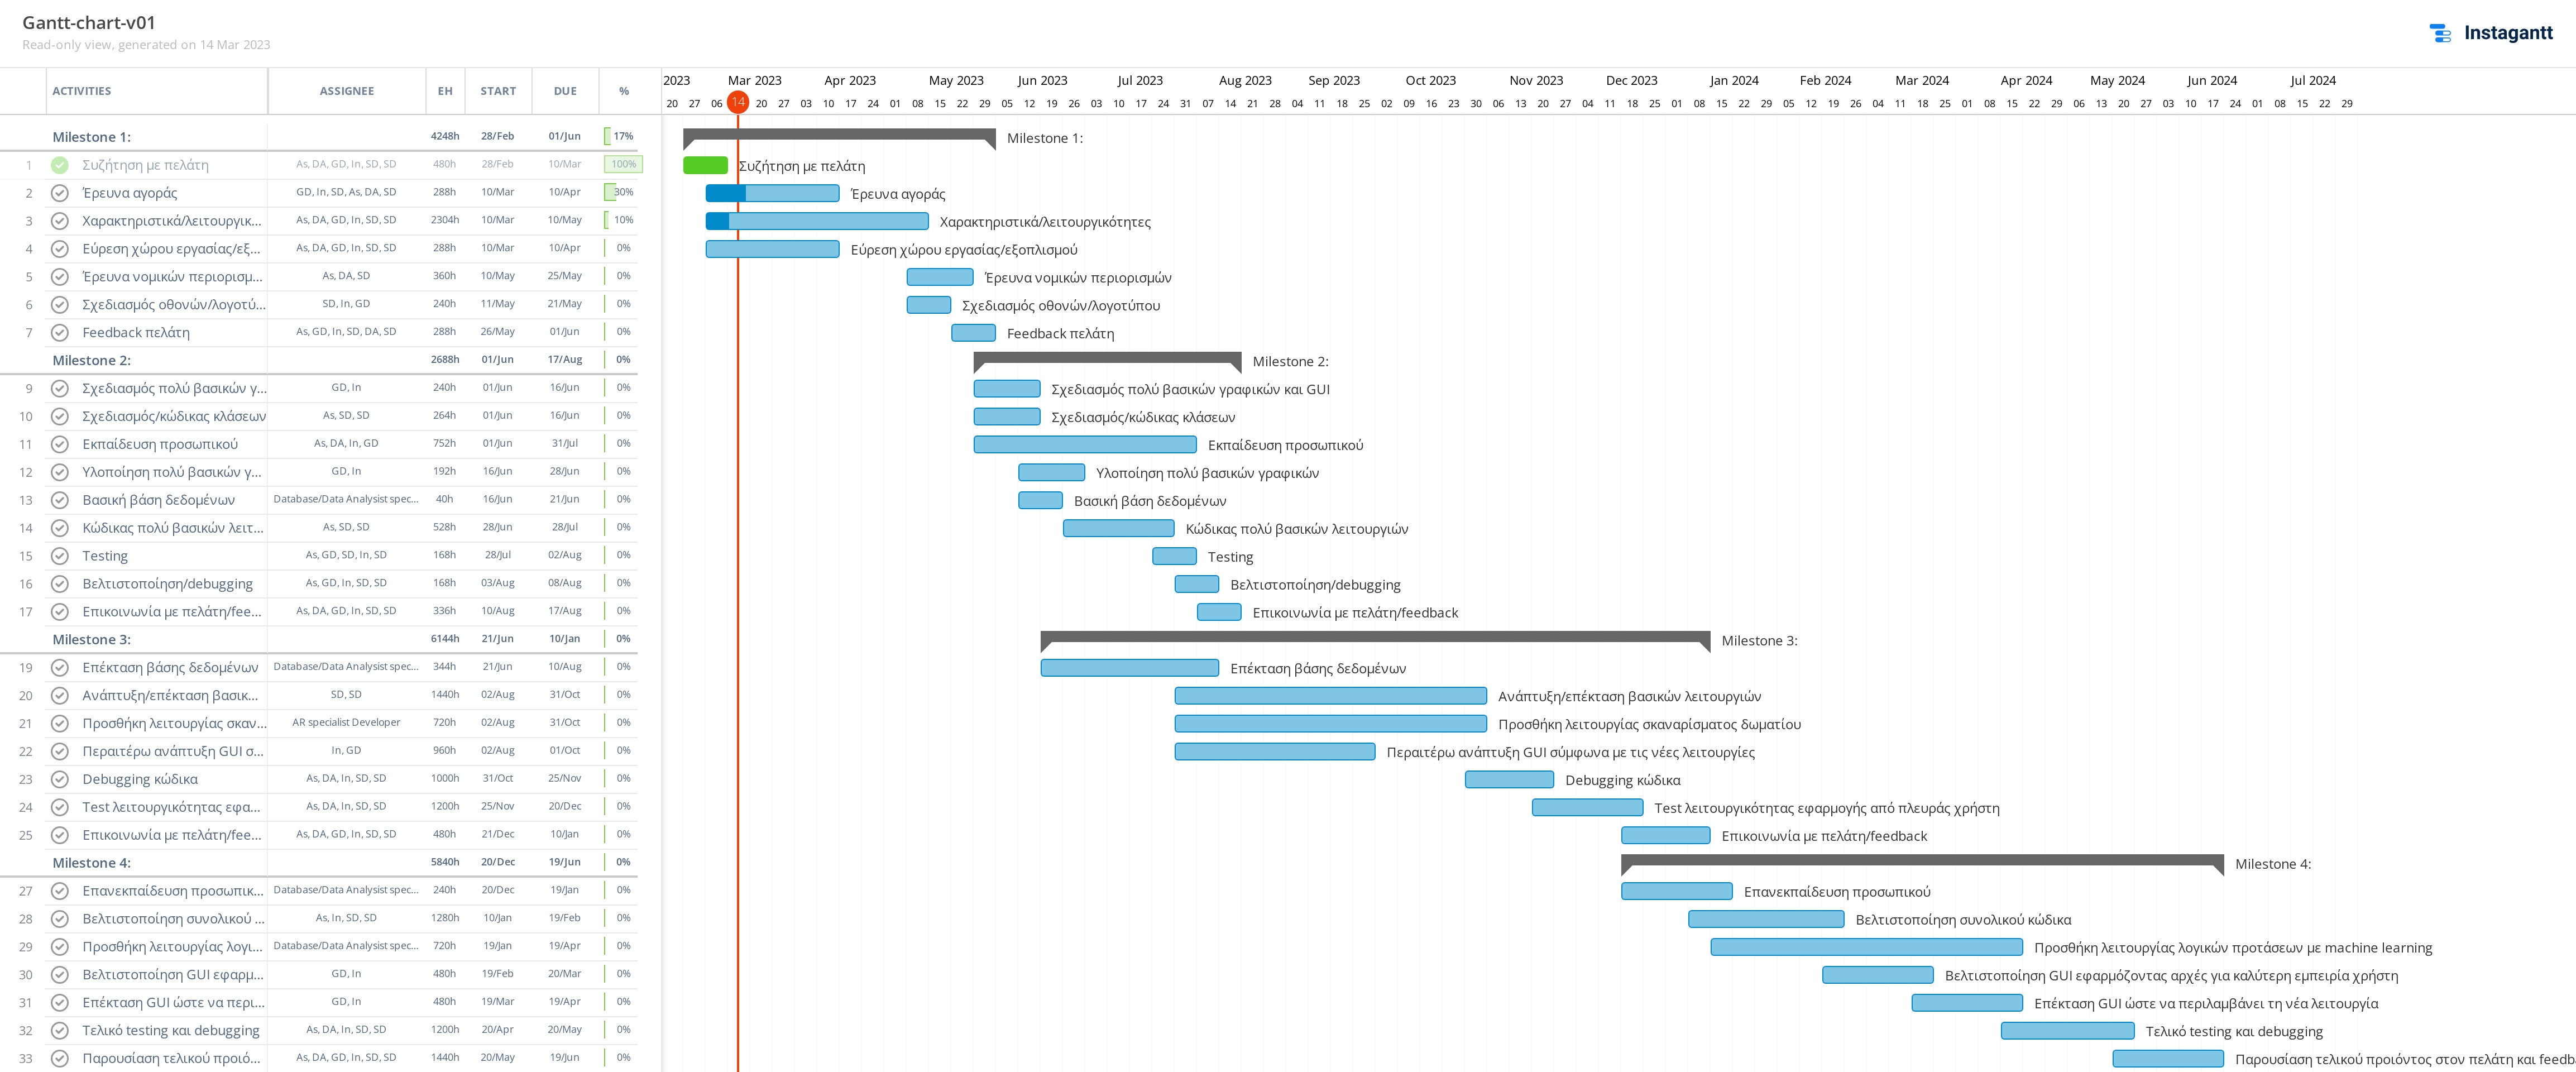 Gantt-chart-v01
Read-only view, generated on 14 Mar 2023
Instagantt
ACTIVITIES ASSIGNEE EH START DUE %
2023 Mar 2023 Apr 2023 May 2023 Jun 2023 Jul 2023 Aug 2023 Sep 2023 Oct 2023 Nov 2023 Dec 2023 Jan 2024 Feb 2024 Mar 2024 Apr 2024 May 2024 Jun 2024 Jul 2024
20 27 06 14 20 27 03 10 17 24 01 08 15 22 29 05 12 19 26 03 10 17 24 31 07 14 21 28 04 11 18 25 02 09 16 23 30 06 13 20 27 04 11 18 25 01 08 15 22 29 05 12 19 26 04 11 18 25 01 08 15 22 29 06 13 20 27 03 10 17 24 01 08 15 22 29
Milestone 1: 4248h 28/Feb 01/Jun 17% Milestone 1:
1 Συζήτηση με πελάτη As, DA, GD, In, SD, SD 480h 28/Feb 10/Mar 100% Συζήτηση με πελάτη
2 Έρευνα αγοράς GD, In, SD, As, DA, SD 288h 10/Mar 10/Apr 30% Έρευνα αγοράς
3 Χαρακτηριστικά/λειτουργικ... As, DA, GD, In, SD, SD 2304h 10/Mar 10/May 10% Χαρακτηριστικά/λειτουργικότητες
4 Εύρεση χώρου εργασίας/εξ... As, DA, GD, In, SD, SD 288h 10/Mar 10/Apr 0% Εύρεση χώρου εργασίας/εξοπλισμού
5 Έρευνα νομικών περιορισμ... As, DA, SD 360h 10/May 25/May 0% Έρευνα νομικών περιορισμών
6 Σχεδιασμός οθονών/λογοτύ... SD, In, GD 240h 11/May 21/May 0% Σχεδιασμός οθονών/λογοτύπου
7 Feedback πελάτη As, GD, In, SD, DA, SD 288h 26/May 01/Jun 0% Feedback πελάτη
Milestone 2: 2688h 01/Jun 17/Aug 0% Milestone 2:
9 Σχεδιασμός πολύ βασικών γ... GD, In 240h 01/Jun 16/Jun 0% Σχεδιασμός πολύ βασικών γραφικών και GUI
10 Σχεδιασμός/κώδικας κλάσεων As, SD, SD 264h 01/Jun 16/Jun 0% Σχεδιασμός/κώδικας κλάσεων
11 Εκπαίδευση προσωπικού As, DA, In, GD 752h 01/Jun 31/Jul 0% Εκπαίδευση προσωπικού
12 Υλοποίηση πολύ βασικών γ... GD, In 192h 16/Jun 28/Jun 0% Υλοποίηση πολύ βασικών γραφικών
13 Βασική βάση δεδομένων Database/Data Analysist spec... 40h 16/Jun 21/Jun 0% Βασική βάση δεδομένων
14 Κώδικας πολύ βασικών λειτ... As, SD, SD 528h 28/Jun 28/Jul 0% Κώδικας πολύ βασικών λειτουργιών
15 Testing As, GD, SD, In, SD 168h 28/Jul 02/Aug 0% Testing
16 Βελτιστοποίηση/debugging As, GD, In, SD, SD 168h 03/Aug 08/Aug 0% Βελτιστοποίηση/debugging
17 Επικοινωνία με πελάτη/fee... As, DA, GD, In, SD, SD 336h 10/Aug 17/Aug 0% Επικοινωνία με πελάτη/feedback
Milestone 3: 6144h 21/Jun 10/Jan 0% Milestone 3:
19 Επέκταση βάσης δεδομένων Database/Data Analysist spec... 344h 21/Jun 10/Aug 0% Επέκταση βάσης δεδομένων
20 Ανάπτυξη/επέκταση βασικ... SD, SD 1440h 02/Aug 31/Oct 0% Ανάπτυξη/επέκταση βασικών λειτουργιών
21 Προσθήκη λειτουργίας σκαν... AR specialist Developer 720h 02/Aug 31/Oct 0% Προσθήκη λειτουργίας σκαναρίσματος δωματίου
22 Περαιτέρω ανάπτυξη GUI σ... In, GD 960h 02/Aug 01/Oct 0% Περαιτέρω ανάπτυξη GUI σύμφωνα με τις νέες λειτουργίες
23 Debugging κώδικα As, DA, In, SD, SD 1000h 31/Oct 25/Nov 0% Debugging κώδικα
24 Test λειτουργικότητας εφα... As, DA, In, SD, SD 1200h 25/Nov 20/Dec 0% Test λειτουργικότητας εφαρμογής από πλευράς χρήστη
25 Επικοινωνία με πελάτη/fee... As, DA, GD, In, SD, SD 480h 21/Dec 10/Jan 0% Επικοινωνία με πελάτη/feedback
Milestone 4: 5840h 20/Dec 19/Jun 0% Milestone 4:
27 Επανεκπαίδευση προσωπικ... Database/Data Analysist spec... 240h 20/Dec 19/Jan 0% Επανεκπαίδευση προσωπικού
28 Βελτιστοποίηση συνολικού ... As, In, SD, SD 1280h 10/Jan 19/Feb 0% Βελτιστοποίηση συνολικού κώδικα
29 Προσθήκη λειτουργίας λογι... Database/Data Analysist spec... 720h 19/Jan 19/Apr 0% Προσθήκη λειτουργίας λογικών προτάσεων με machine learning
30 Βελτιστοποίηση GUI εφαρμ... GD, In 480h 19/Feb 20/Mar 0% Βελτιστοποίηση GUI εφαρμόζοντας αρχές για καλύτερη εμπειρία χρήστη
31 Επέκταση GUI ώστε να περι... GD, In 480h 19/Mar 19/Apr 0% Επέκταση GUI ώστε να περιλαμβάνει τη νέα λειτουργία
32 Τελικό testing και debugging As, DA, In, SD, SD 1200h 20/Apr 20/May 0% Τελικό testing και debugging
33 Παρουσίαση τελικού προιό... As, DA, GD, In, SD, SD 1440h 20/May 19/Jun 0% Παρουσίαση τελικού προιόντος στον πελάτη και feedb